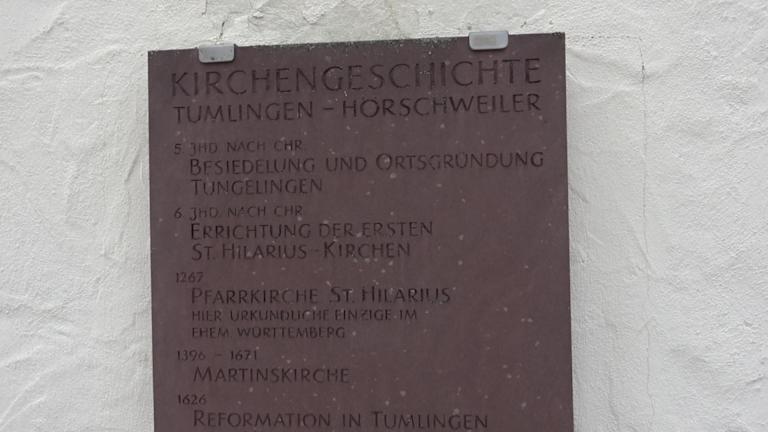 KIRCHENGESCHICHTE
TUMLINGEN – HÖRSCHWEILER
5. JHD. NACH CHR.
BESIEDELUNG UND ORTSGRÜNDUNG
TUNGELINGEN
6. JHD. NACH CHR.
ERRICHTUNG DER ERSTEN
ST. HILARIUS-KIRCHEN
1267
PFARRKIRCHE ST. HILARIUS
HIER URKUNDLICHE EINZIGE IM
EHEM WÜRTTEMBERG
1396 – 1671
MARTINSKIRCHE
1626
REFORMATION IN TUMLINGEN